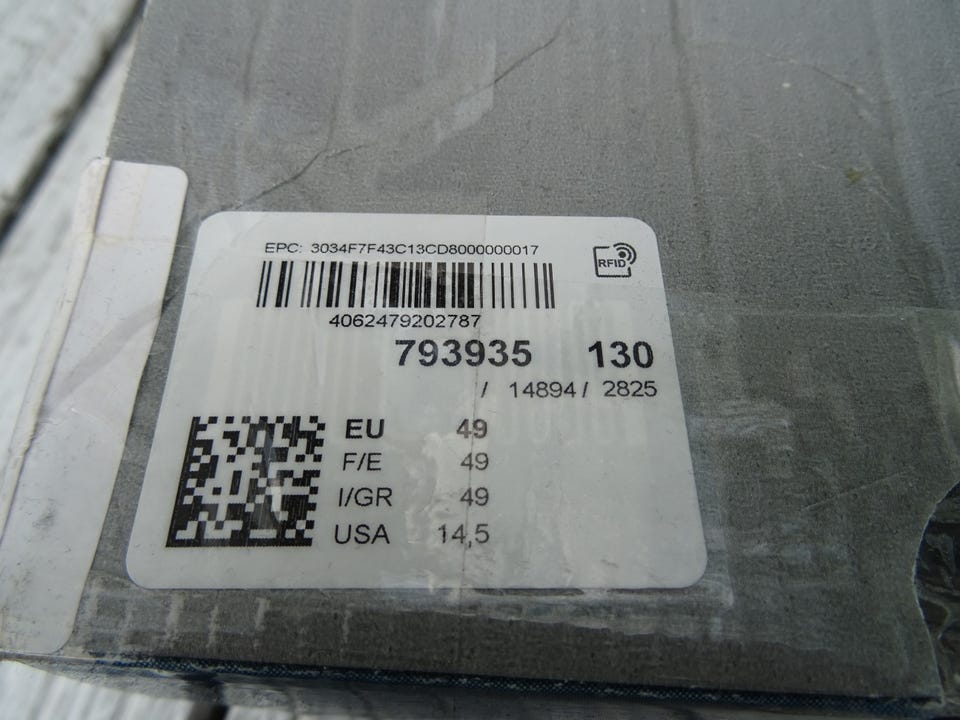 EPC: 3034F7F43C13CD8000000017
RFID
4062479202787
793935 130
/ 14894 / 2825
EU 49
F/E 49
I/GR 49
USA 14,5